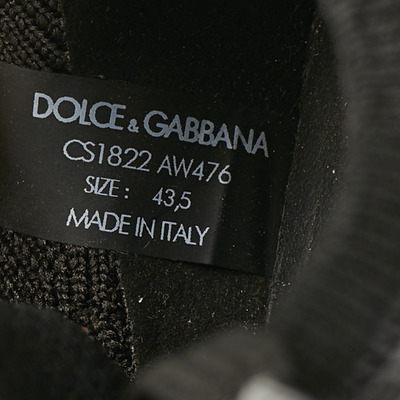 DOLCE & GABBANA
CS1822 AW476
SIZE: 43,5
MADE IN ITALY